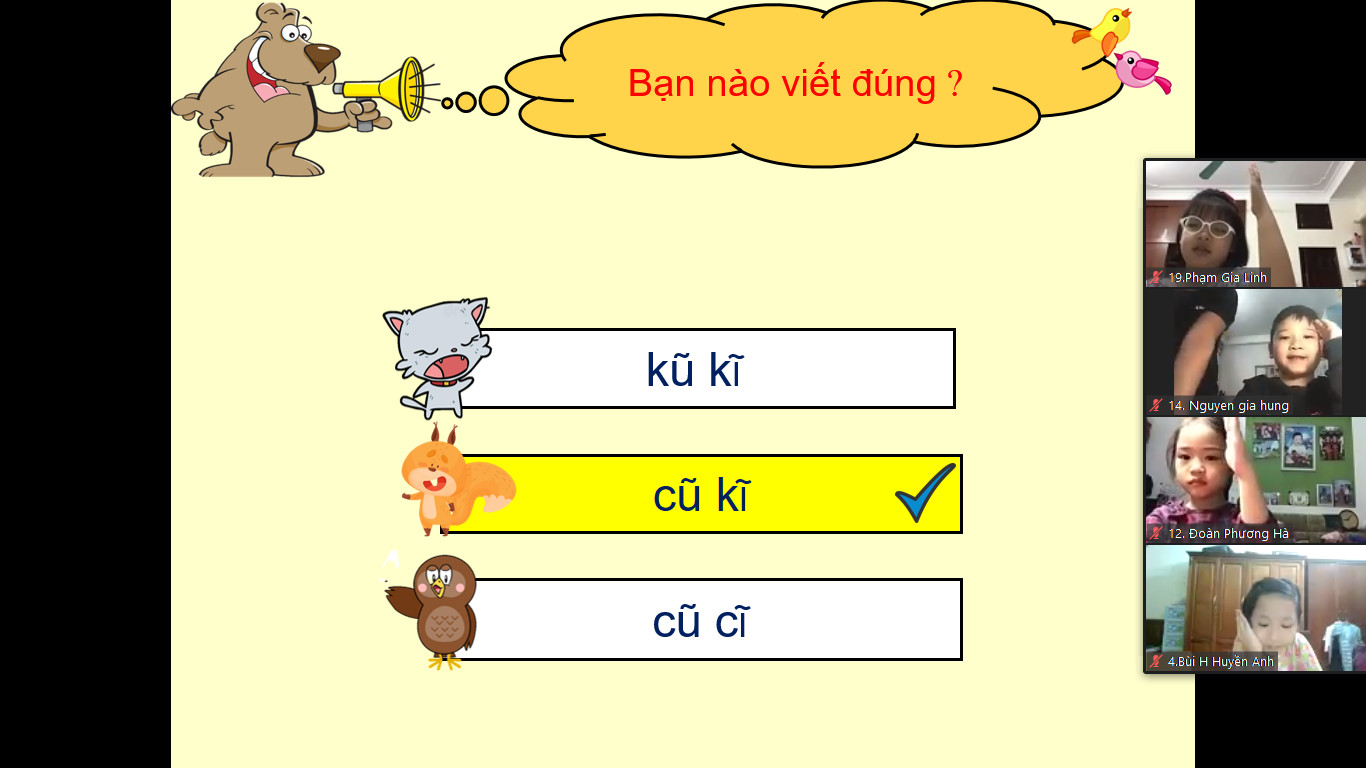 Bạn nào viết đúng ?
kũ kĩ
cũ kĩ
cũ cĩ
19.Phạm Gia Linh
14. Nguyen gia hung
12. Đoàn Phương Hà
4.Bùi H Huyền Anh